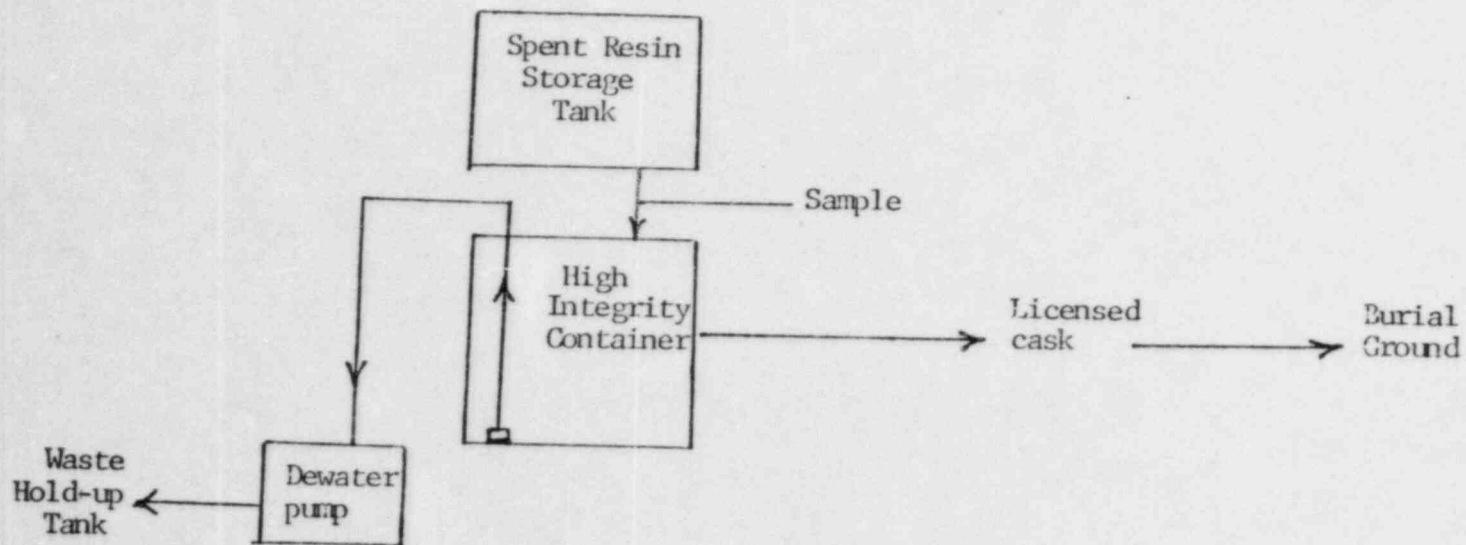 Spent Resin
Storage
Tank
Sample
High
Integrity
Container
Licensed
cask
Burial
Ground
Waste
Hold-up
Tank
Dewater
pump